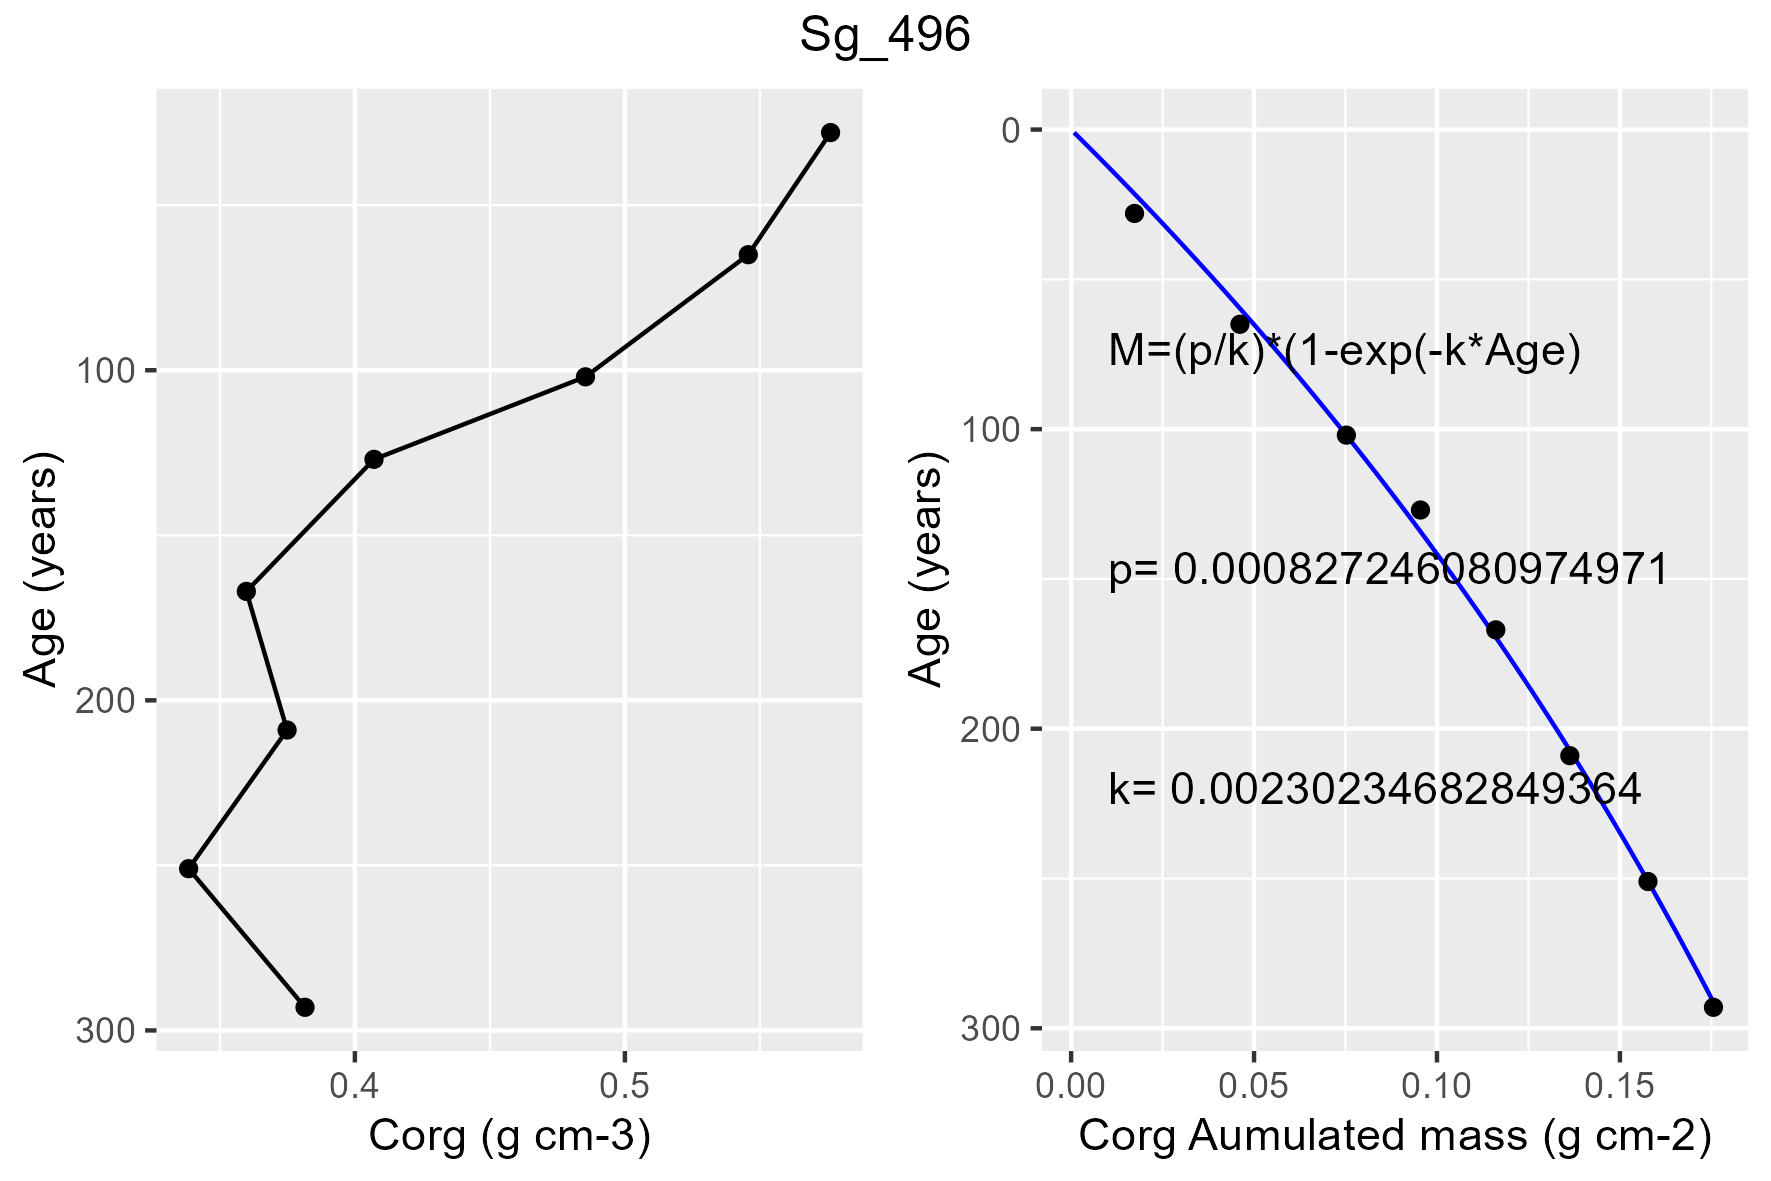 Sg_496
Age (years)
100
200
300
0.4
0.5
Corg (g cm-3)
Age (years)
0
100
200
300
M=(p/k)*(1-exp(-k*Age)
p= 0.000827246080974971
k= 0.00230234682849364
0.00
0.05
0.10
0.15
Corg Aumulated mass (g cm-2)